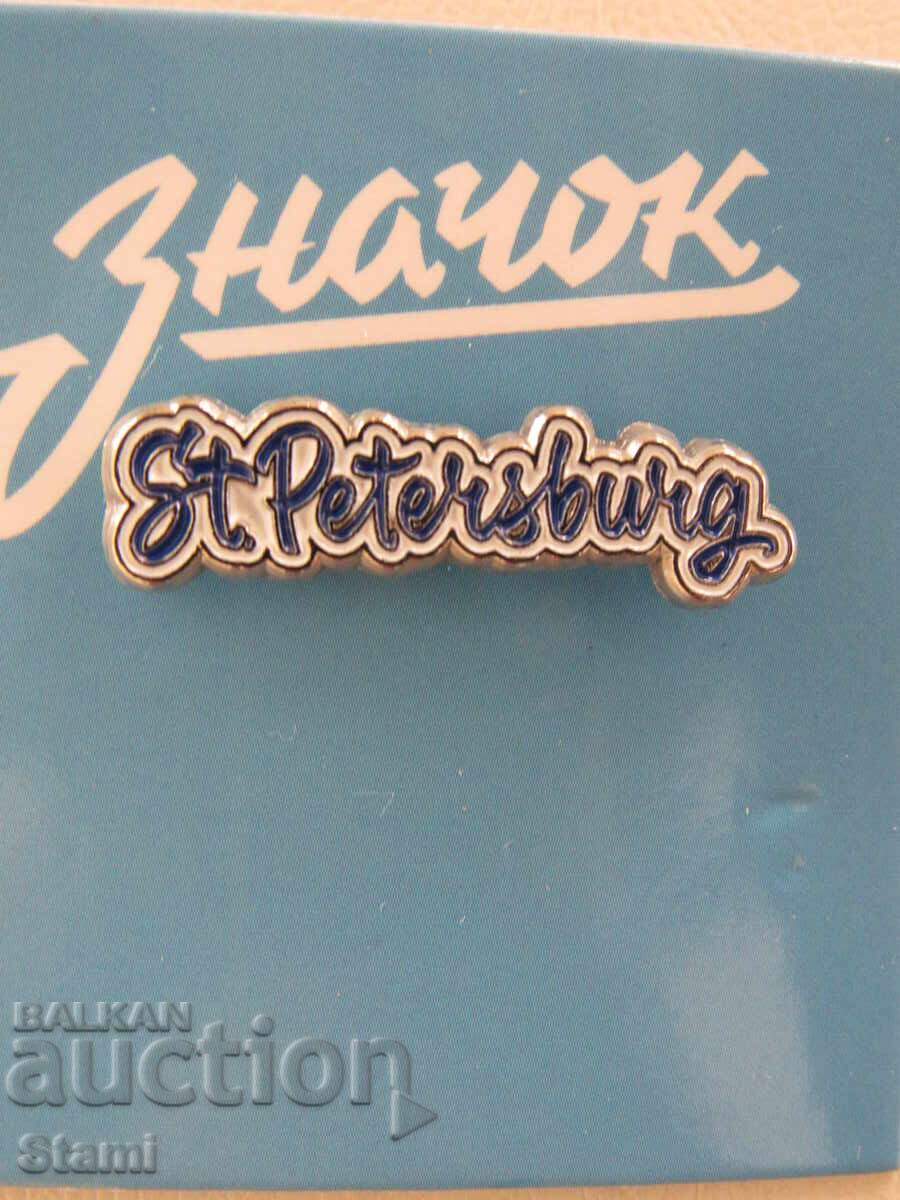 Значок
St. Petersburg
BALKAN
auction
Stami